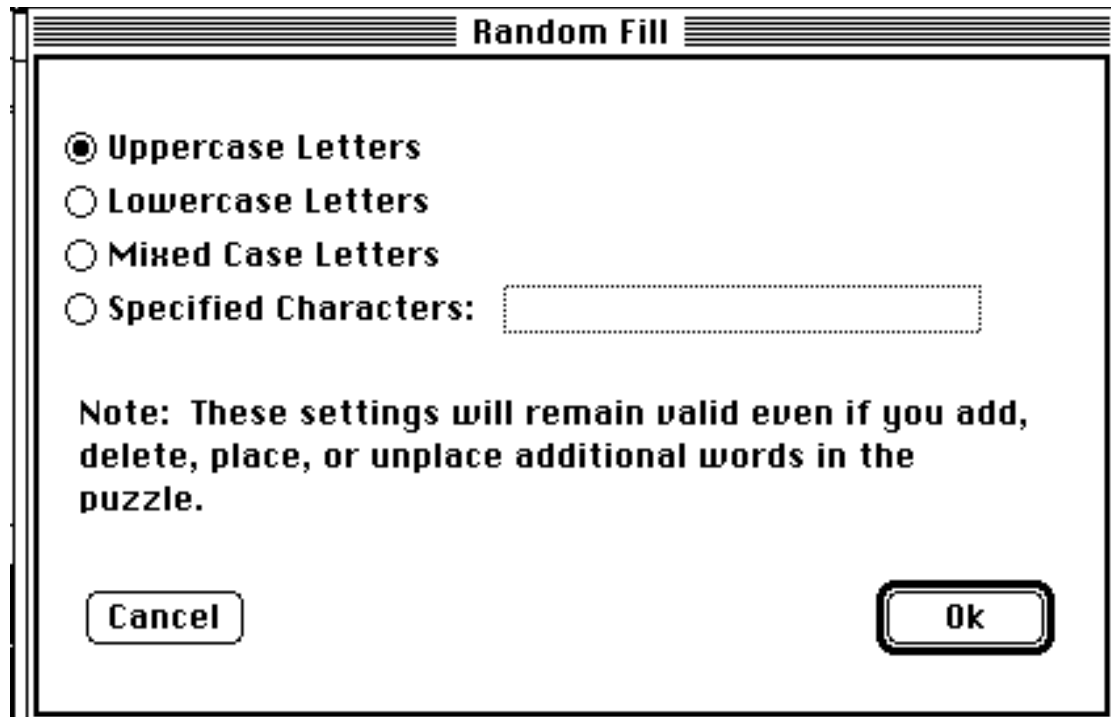 Random Fill
Uppercase Letters
Lowercase Letters
Mixed Case Letters
Specified Characters:
Note: These settings will remain valid even if you add,
delete, place, or unplace additional words in the
puzzle.
Cancel
Ok